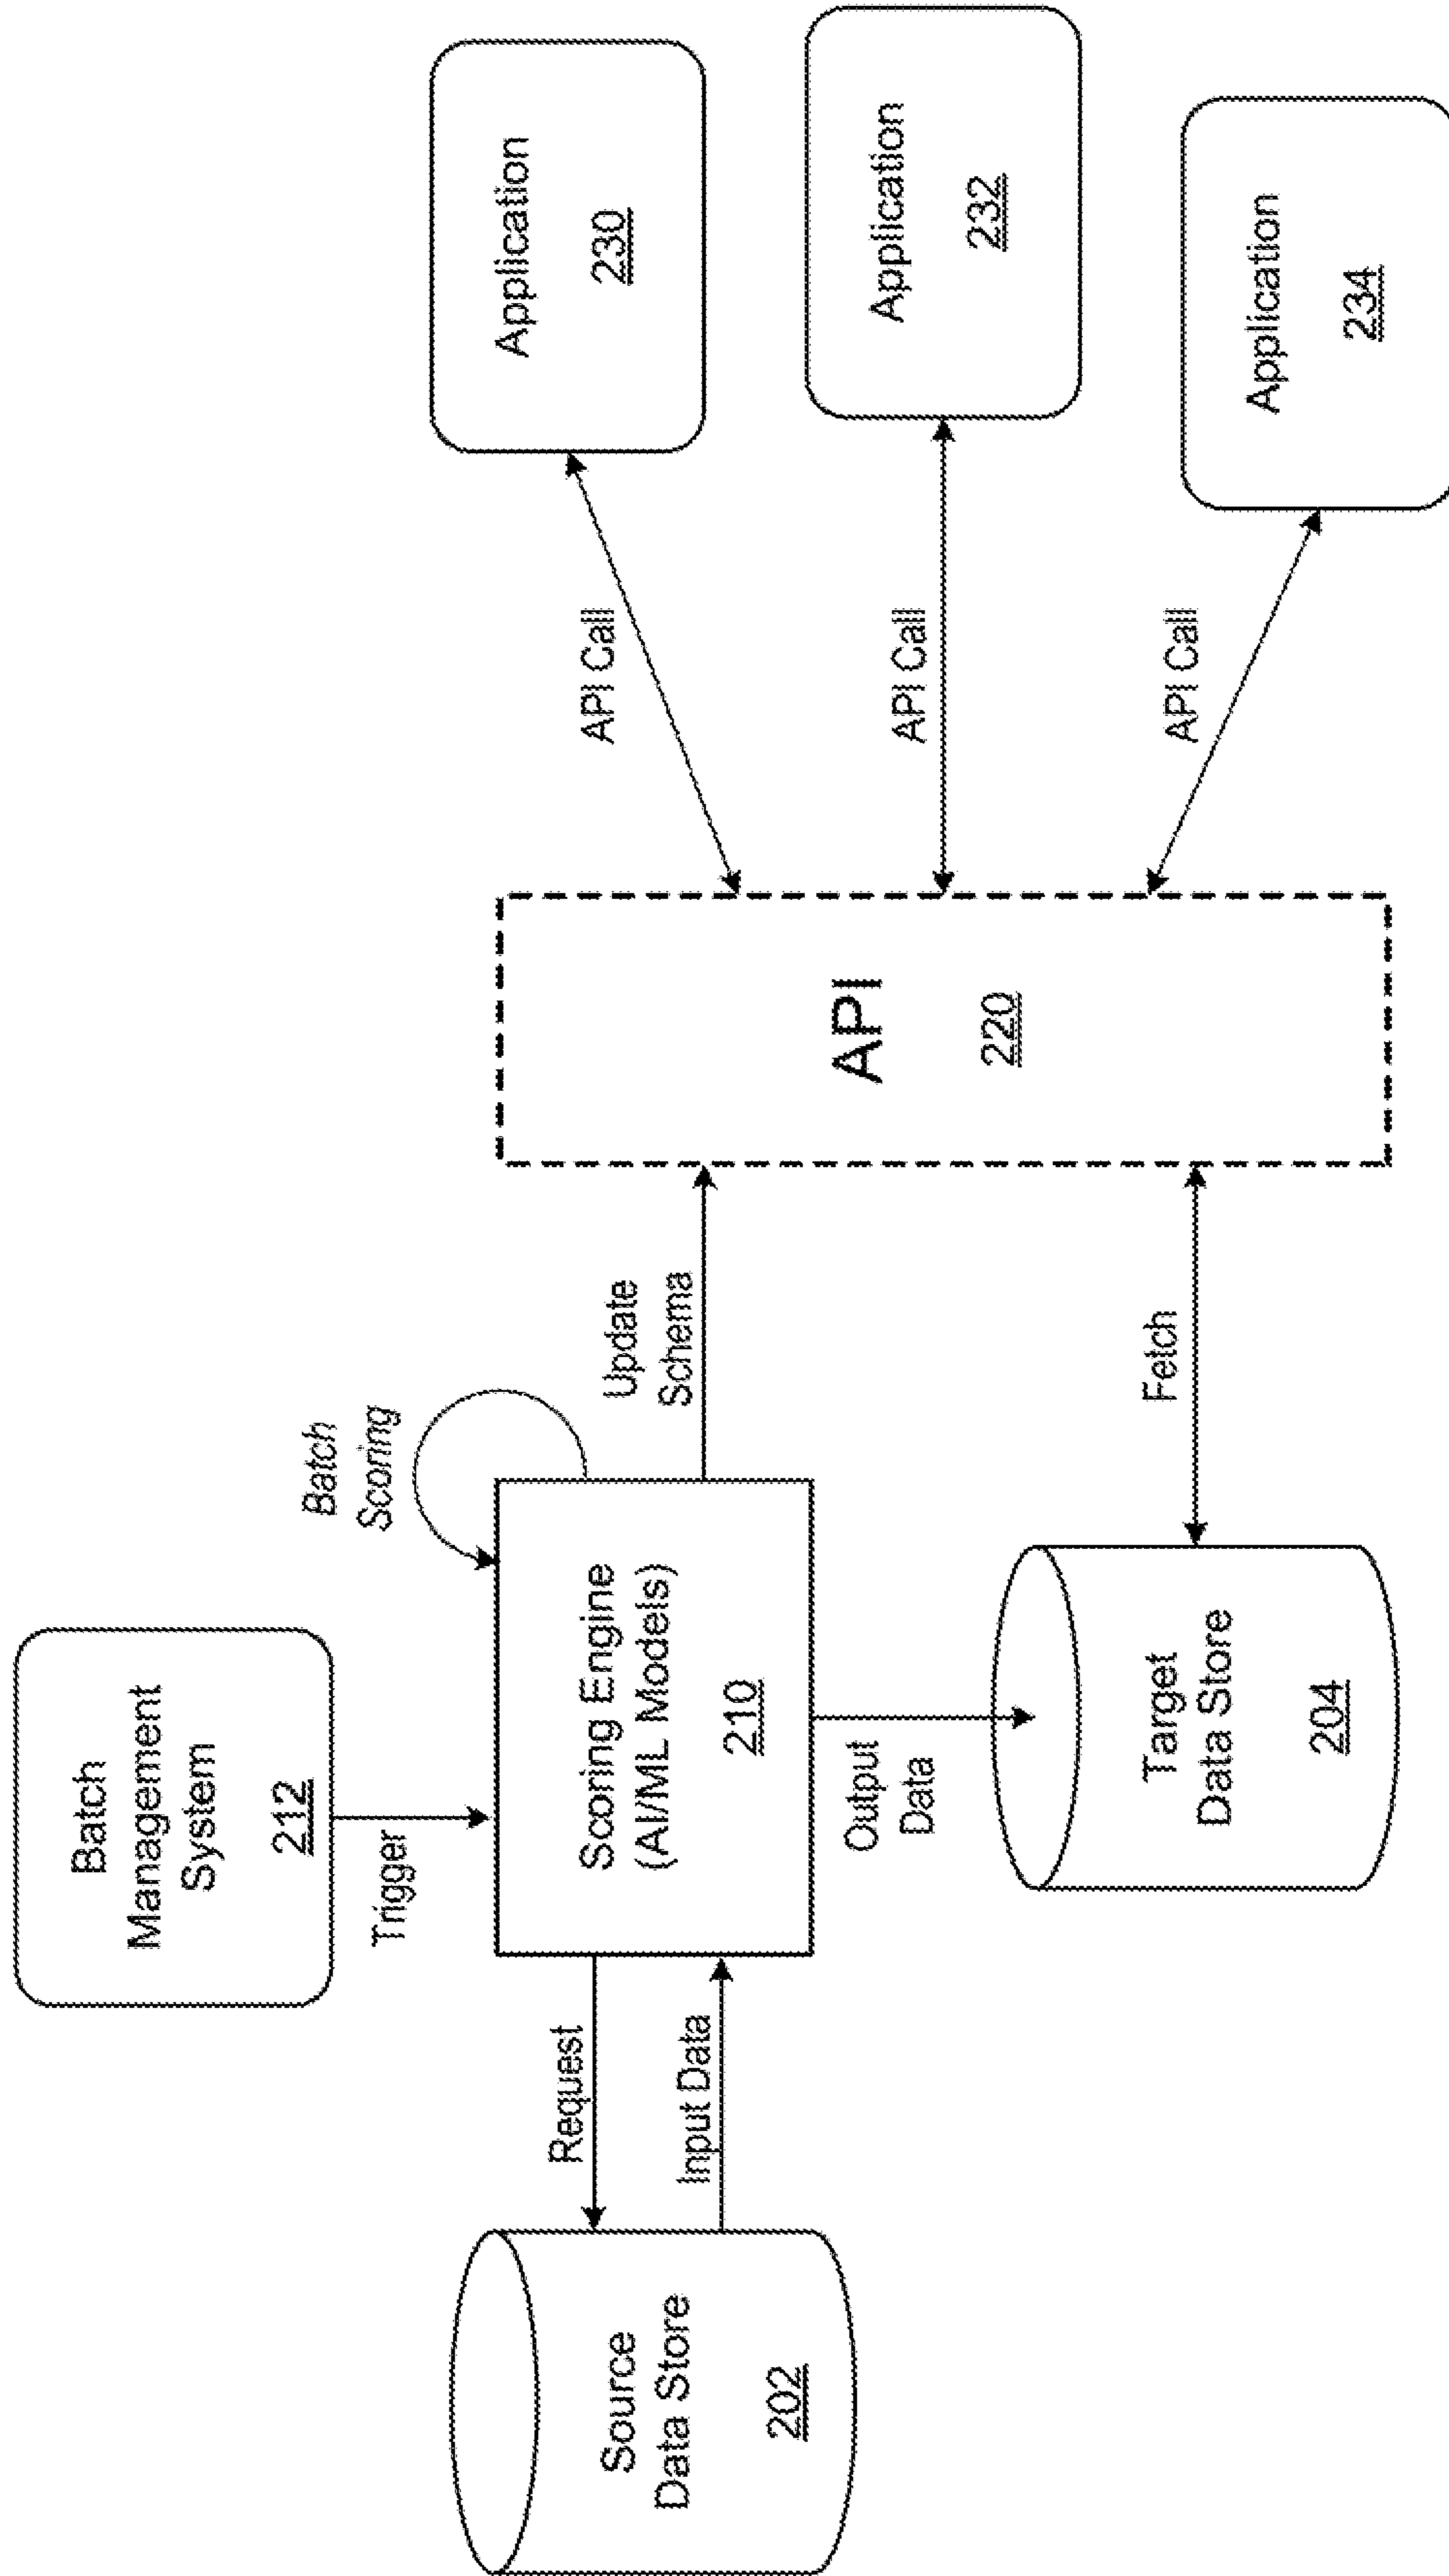 Batch
Management
System
212
Trigger
Batch
Scoring
Source
Data Store
202
Request
Input Data
Scoring Engine
(AI/ML Models)
210
Update
Schema
Output
Data
Target
Data Store
204
Fetch
API
220
API Call
API Call
API Call
Application
230
Application
232
Application
234